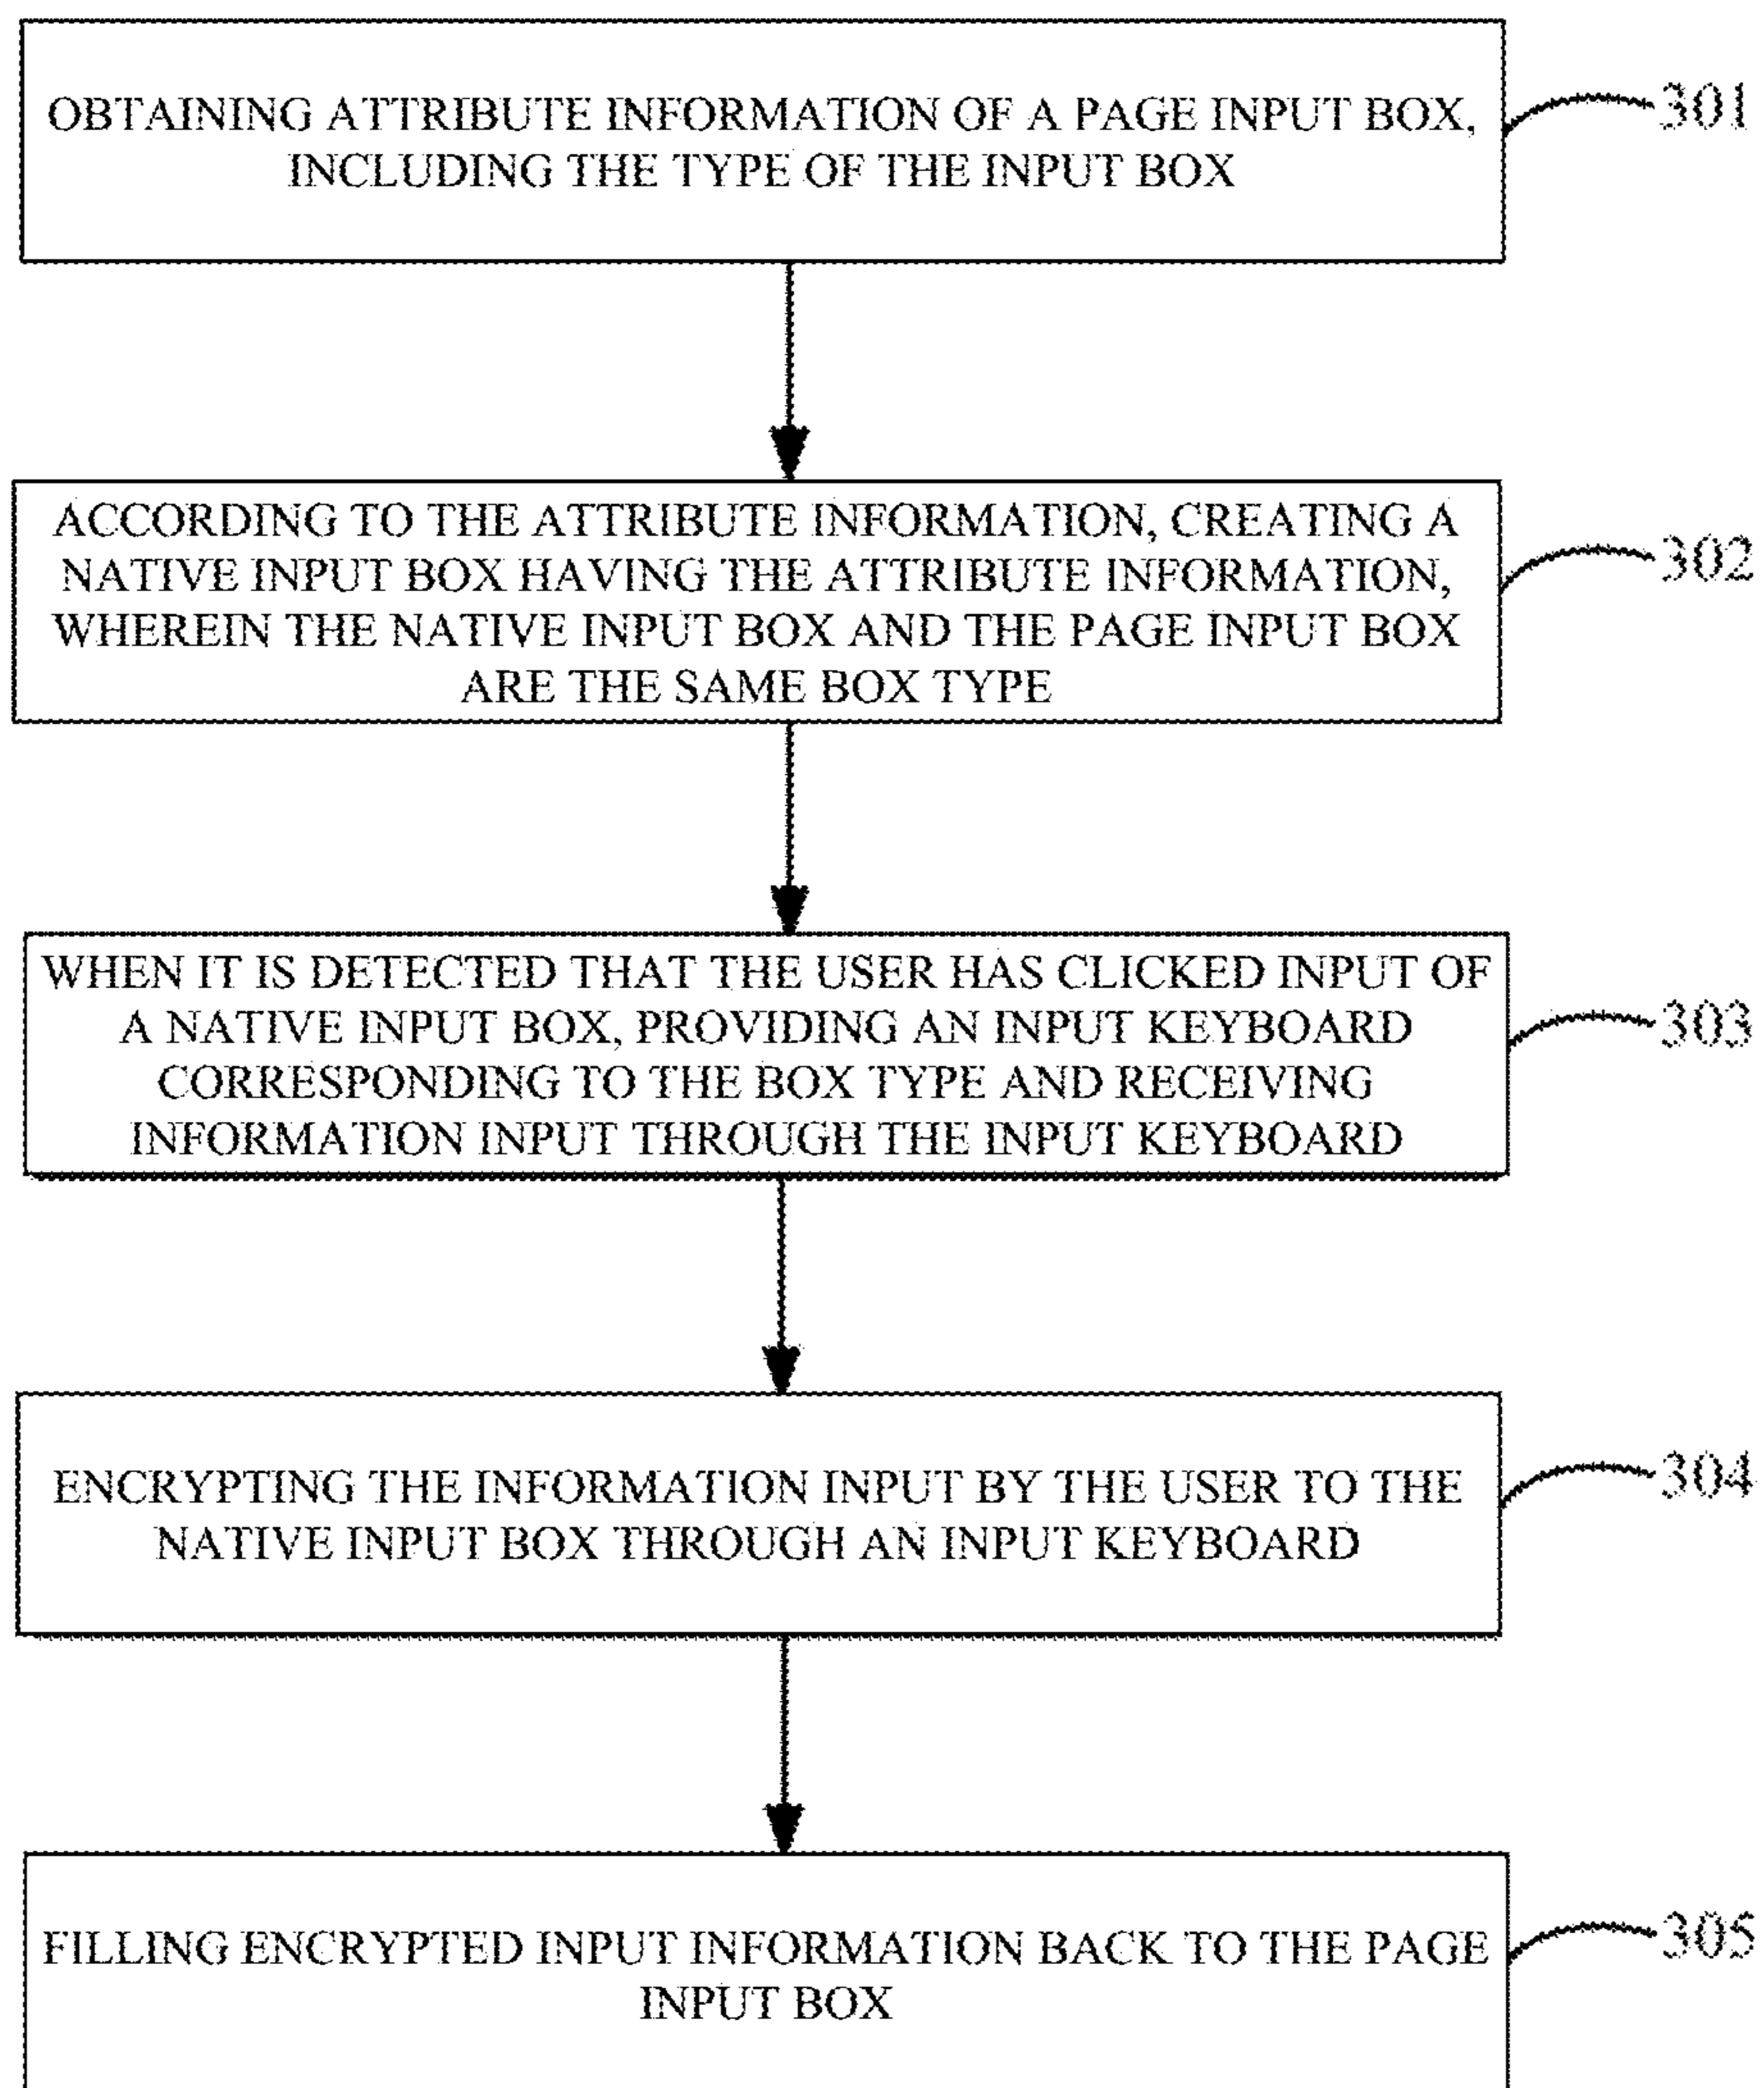 OBTAINING ATTRIBUTE INFORMATION OF A PAGE INPUT BOX,
INCLUDING THE TYPE OF THE INPUT BOX
301
ACCORDING TO THE ATTRIBUTE INFORMATION, CREATING A
NATIVE INPUT BOX HAVING THE ATTRIBUTE INFORMATION,
WHEREIN THE NATIVE INPUT BOX AND THE PAGE INPUT BOX
ARE THE SAME BOX TYPE
302
WHEN IT IS DETECTED THAT THE USER HAS CLICKED INPUT OF
A NATIVE INPUT BOX, PROVIDING AN INPUT KEYBOARD
CORRESPONDING TO THE BOX TYPE AND RECEIVING
INFORMATION INPUT THROUGH THE INPUT KEYBOARD
303
ENCRYPTING THE INFORMATION INPUT BY THE USER TO THE
NATIVE INPUT BOX THROUGH AN INPUT KEYBOARD
304
FILLING ENCRYPTED INPUT INFORMATION BACK TO THE PAGE
INPUT BOX
305